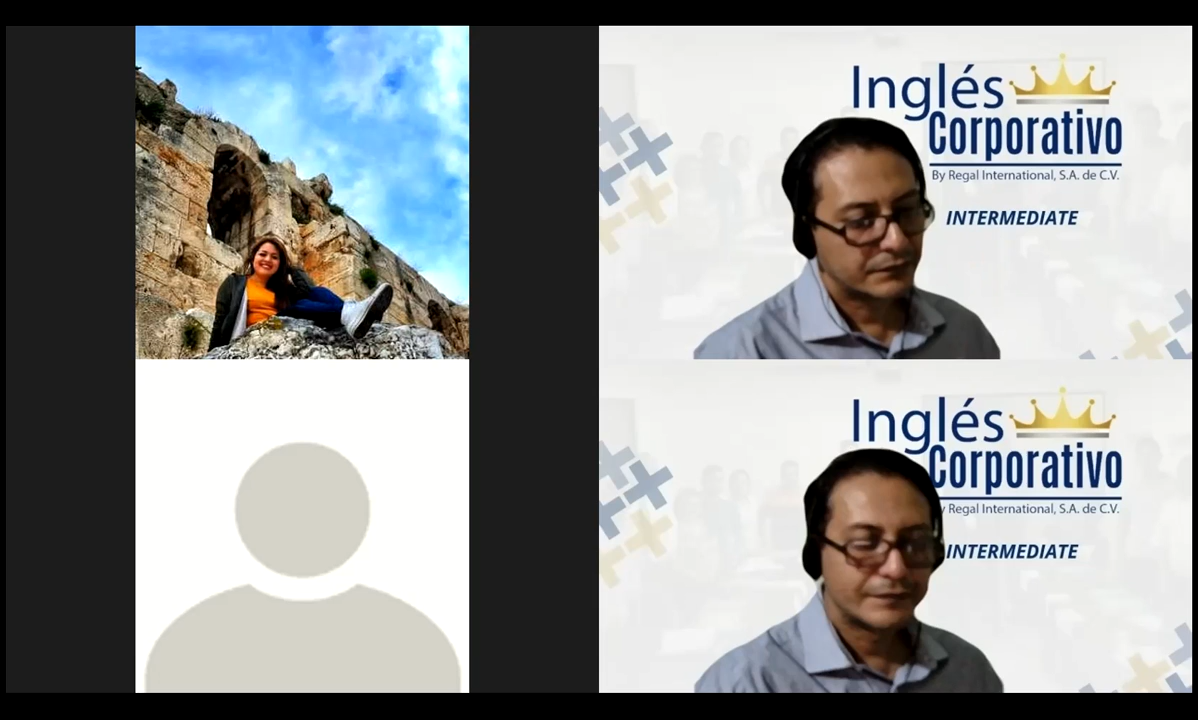 Inglés
Corporativo
By Regal International, S.A. de C.V.
INTERMEDIATE
Inglés
Corporativo
y Regal International, S.A. de C.V.
INTERMEDIATE